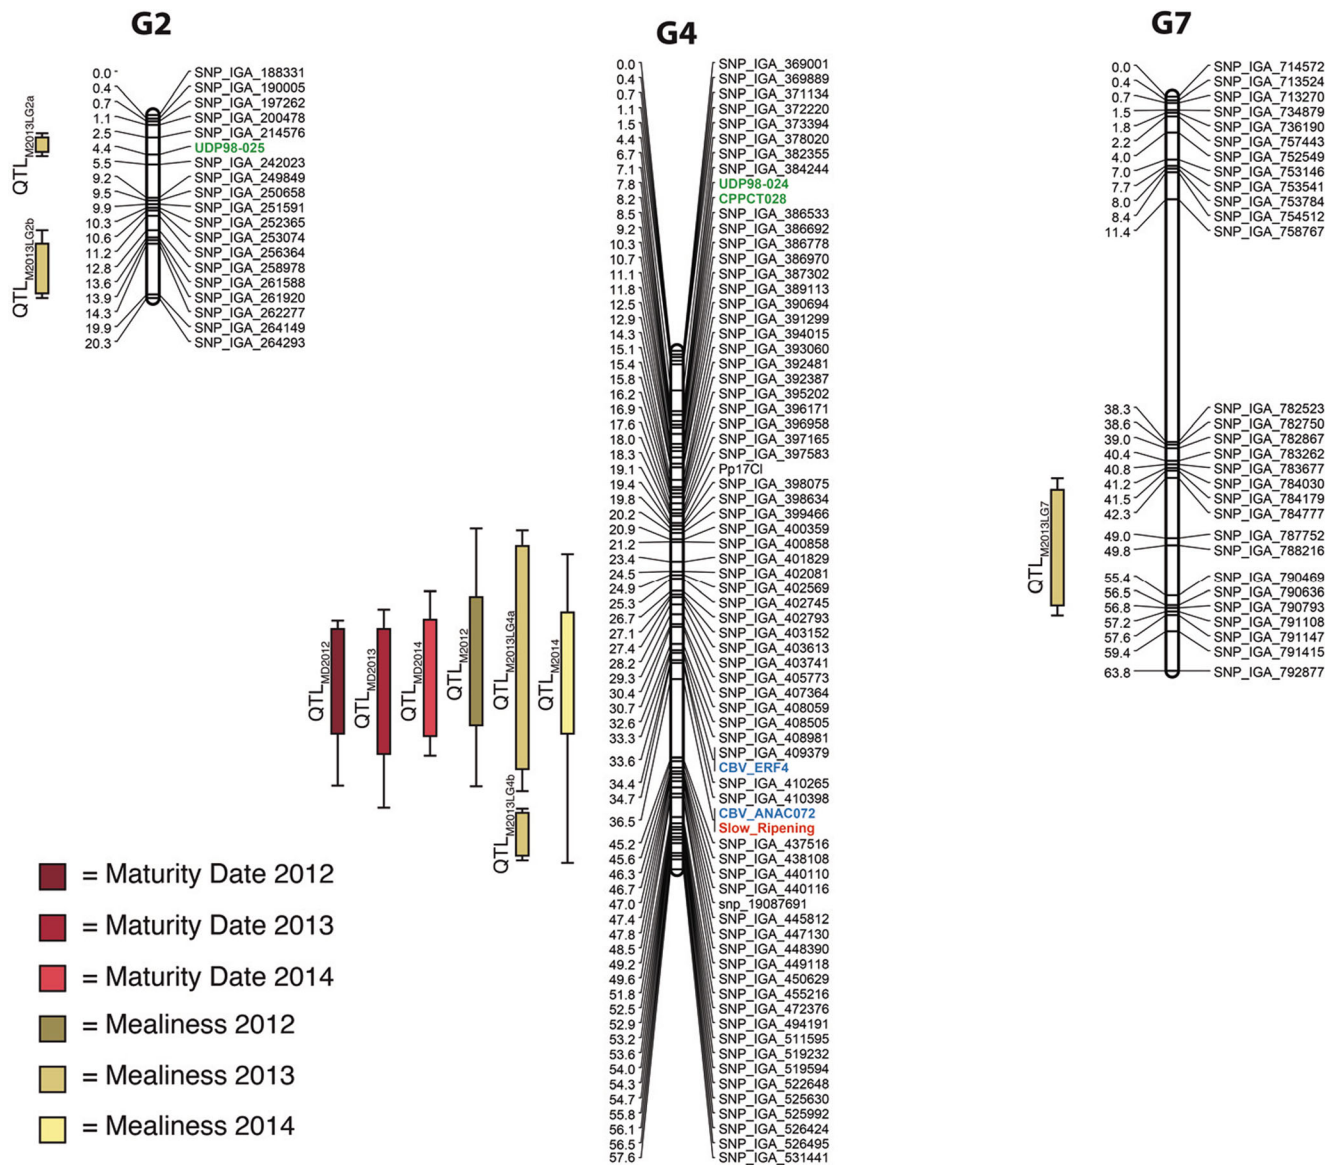 G2
0.0 SNP_IGA_188331
0.4 SNP_IGA_190005
0.7 SNP_IGA_197262
1.1 SNP_IGA_200478
2.5 SNP_IGA_214576
4.4 UDP98-025
5.5 SNP_IGA_242023
9.2 SNP_IGA_249849
9.5 SNP_IGA_250658
9.9 SNP_IGA_251591
10.3 SNP_IGA_252365
10.6 SNP_IGA_253074
11.2 SNP_IGA_256364
12.8 SNP_IGA_258978
13.6 SNP_IGA_261588
13.9 SNP_IGA_261920
14.3 SNP_IGA_262277
19.9 SNP_IGA_264149
20.3 SNP_IGA_264293
QTLM2013LG2a
QTLM2013LG2b
G4
0.0 SNP_IGA_369001
0.4 SNP_IGA_369889
0.7 SNP_IGA_371134
1.1 SNP_IGA_372220
1.5 SNP_IGA_373394
4.4 SNP_IGA_378020
6.7 SNP_IGA_382355
7.1 SNP_IGA_384244
7.8 UDP98-024
8.2 CPPCT028
8.5 SNP_IGA_386533
9.2 SNP_IGA_386692
10.3 SNP_IGA_386778
10.7 SNP_IGA_386970
11.1 SNP_IGA_387302
11.8 SNP_IGA_389113
12.5 SNP_IGA_390694
12.9 SNP_IGA_391299
14.3 SNP_IGA_394015
15.1 SNP_IGA_393060
15.4 SNP_IGA_392481
15.8 SNP_IGA_392387
16.2 SNP_IGA_395202
16.9 SNP_IGA_396171
17.6 SNP_IGA_396958
18.0 SNP_IGA_397165
18.3 SNP_IGA_397583
19.1 Pp17Cl
19.4 SNP_IGA_398075
19.8 SNP_IGA_398634
20.2 SNP_IGA_399466
20.9 SNP_IGA_400359
21.2 SNP_IGA_400858
23.4 SNP_IGA_401829
24.5 SNP_IGA_402081
24.9 SNP_IGA_402569
25.3 SNP_IGA_402745
26.7 SNP_IGA_402793
27.1 SNP_IGA_403152
27.4 SNP_IGA_403613
28.2 SNP_IGA_403741
29.3 SNP_IGA_405773
30.4 SNP_IGA_407364
30.7 SNP_IGA_408059
32.6 SNP_IGA_408505
33.3 SNP_IGA_408981
33.6 SNP_IGA_409379
CBV_ERF4
34.4 SNP_IGA_410265
34.7 SNP_IGA_410398
36.5 CBV_ANAC072
Slow_Ripening
45.2 SNP_IGA_437516
45.6 SNP_IGA_438108
46.3 SNP_IGA_440110
46.7 SNP_IGA_440116
47.0 snp_19087691
47.4 SNP_IGA_445812
47.8 SNP_IGA_447130
48.5 SNP_IGA_448390
49.2 SNP_IGA_449118
49.6 SNP_IGA_450629
51.8 SNP_IGA_455216
52.5 SNP_IGA_472376
52.9 SNP_IGA_494191
53.2 SNP_IGA_511595
53.6 SNP_IGA_519232
54.0 SNP_IGA_519594
54.3 SNP_IGA_522648
54.7 SNP_IGA_525630
55.8 SNP_IGA_525992
56.1 SNP_IGA_526424
56.5 SNP_IGA_526495
57.6 SNP_IGA_531441
QTLMD2012
QTLMD2013
QTLMD2014
QTLM2012
QTLM2013LG4a
QTLM2013LG4b
QTLM2014
G7
0.0 SNP_IGA_714572
0.4 SNP_IGA_713524
0.7 SNP_IGA_713270
1.5 SNP_IGA_734879
1.8 SNP_IGA_736190
2.2 SNP_IGA_757443
4.0 SNP_IGA_752549
7.0 SNP_IGA_753146
7.7 SNP_IGA_753541
8.0 SNP_IGA_753784
8.4 SNP_IGA_754512
11.4 SNP_IGA_758767
38.3 SNP_IGA_782523
38.6 SNP_IGA_782750
39.0 SNP_IGA_782867
40.4 SNP_IGA_783262
40.8 SNP_IGA_783677
41.2 SNP_IGA_784030
41.5 SNP_IGA_784179
42.3 SNP_IGA_784777
49.0 SNP_IGA_787752
49.8 SNP_IGA_788216
55.4 SNP_IGA_790469
56.5 SNP_IGA_790636
56.8 SNP_IGA_790793
57.2 SNP_IGA_791108
57.6 SNP_IGA_791147
59.4 SNP_IGA_791415
63.8 SNP_IGA_792877
QTLM2013LG7
= Maturity Date 2012
= Maturity Date 2013
= Maturity Date 2014
= Mealiness 2012
= Mealiness 2013
= Mealiness 2014